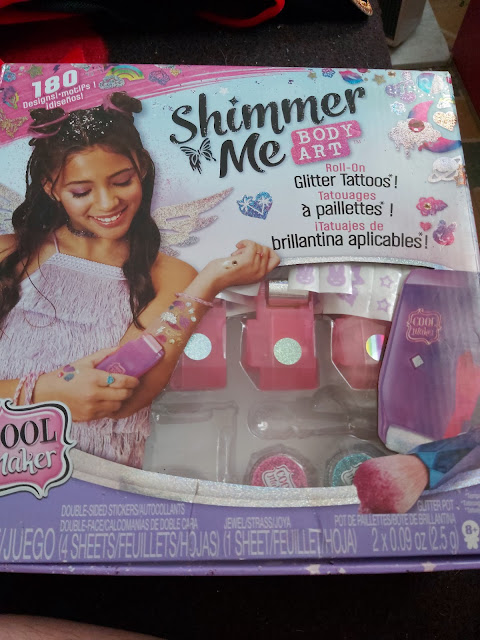 180
Designs!•motifs !
¡diseños!
Shimmer
Me
BODY
ART
Roll-On
Glitter Tattoos*!
Tatouages
à paillettes* !
¡Tatuajes de
brillantina aplicables*!
COOL
Maker
COOL
Maker
DOUBLE-SIDED STICKERS/AUTOCOLLANTS
DOUBLE-FACE/CALCOMANÍAS DE DOBLE CARA
/JUEGO (4 SHEETS/FEUILLETS/HOJAS)
JEWEL/STRASS/JOYA
(1 SHEET/FEUILLET/HOJA)
GLITTER POT
POT DE PAILLETTES/BOTE DE BRILLANTINA
2 x 0.09 oz (2.5 g)
8+